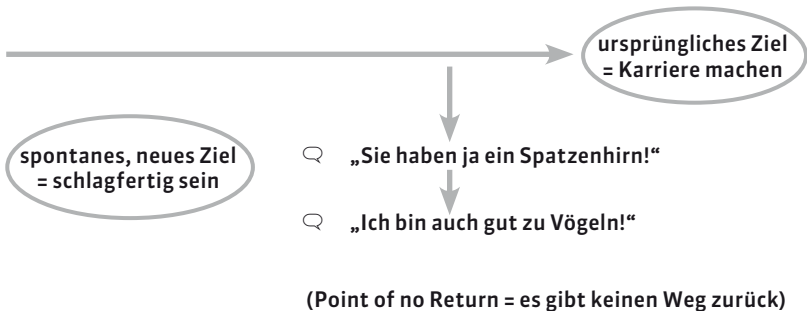 ursprüngliches Ziel
= Karriere machen
spontanes, neues Ziel
= schlagfertig sein
„Sie haben ja ein Spatzenhirn!“
„Ich bin auch gut zu Vögeln!“
(Point of no Return = es gibt keinen Weg zurück)